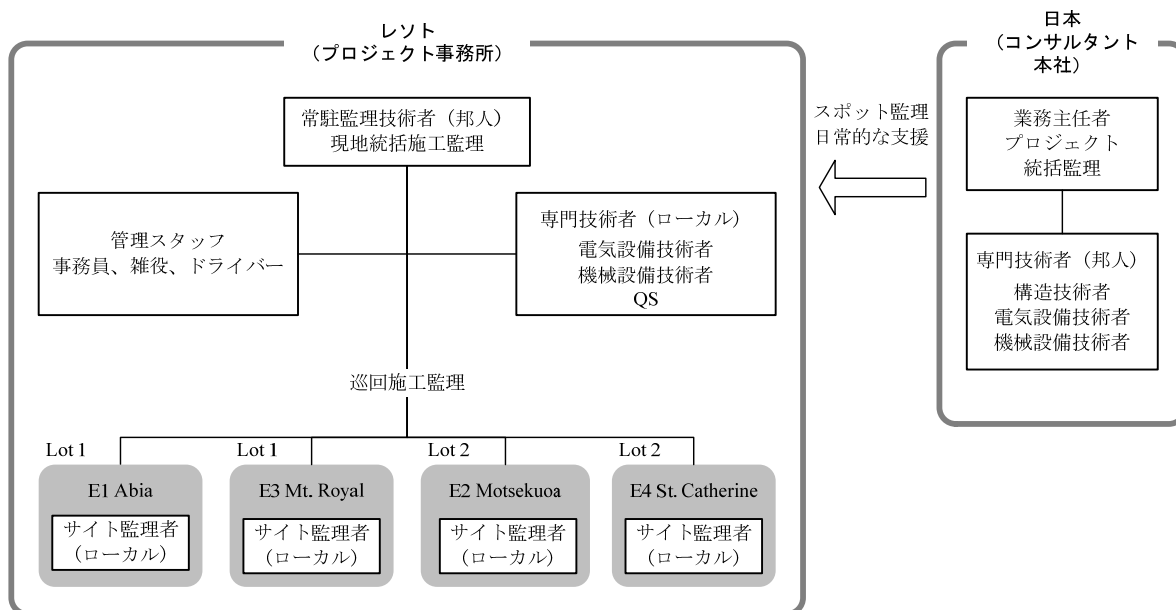 レソト
（プロジェクト事務所）
常駐監理技術者（邦人）
現地統括施工監理
管理スタッフ
事務員、雑役、ドライバー
専門技術者（ローカル）
電気設備技術者
機械設備技術者
QS
巡回施工監理
Lot 1
E1 Abia
サイト監理者
（ローカル）
Lot 1
E3 Mt. Royal
サイト監理者
（ローカル）
Lot 2
E2 Motsekuoa
サイト監理者
（ローカル）
Lot 2
E4 St. Catherine
サイト監理者
（ローカル）
スポット監理
日常的な支援
日本
（コンサルタント
本社）
業務主任者
プロジェクト
統括監理
専門技術者（邦人）
構造技術者
電気設備技術者
機械設備技術者